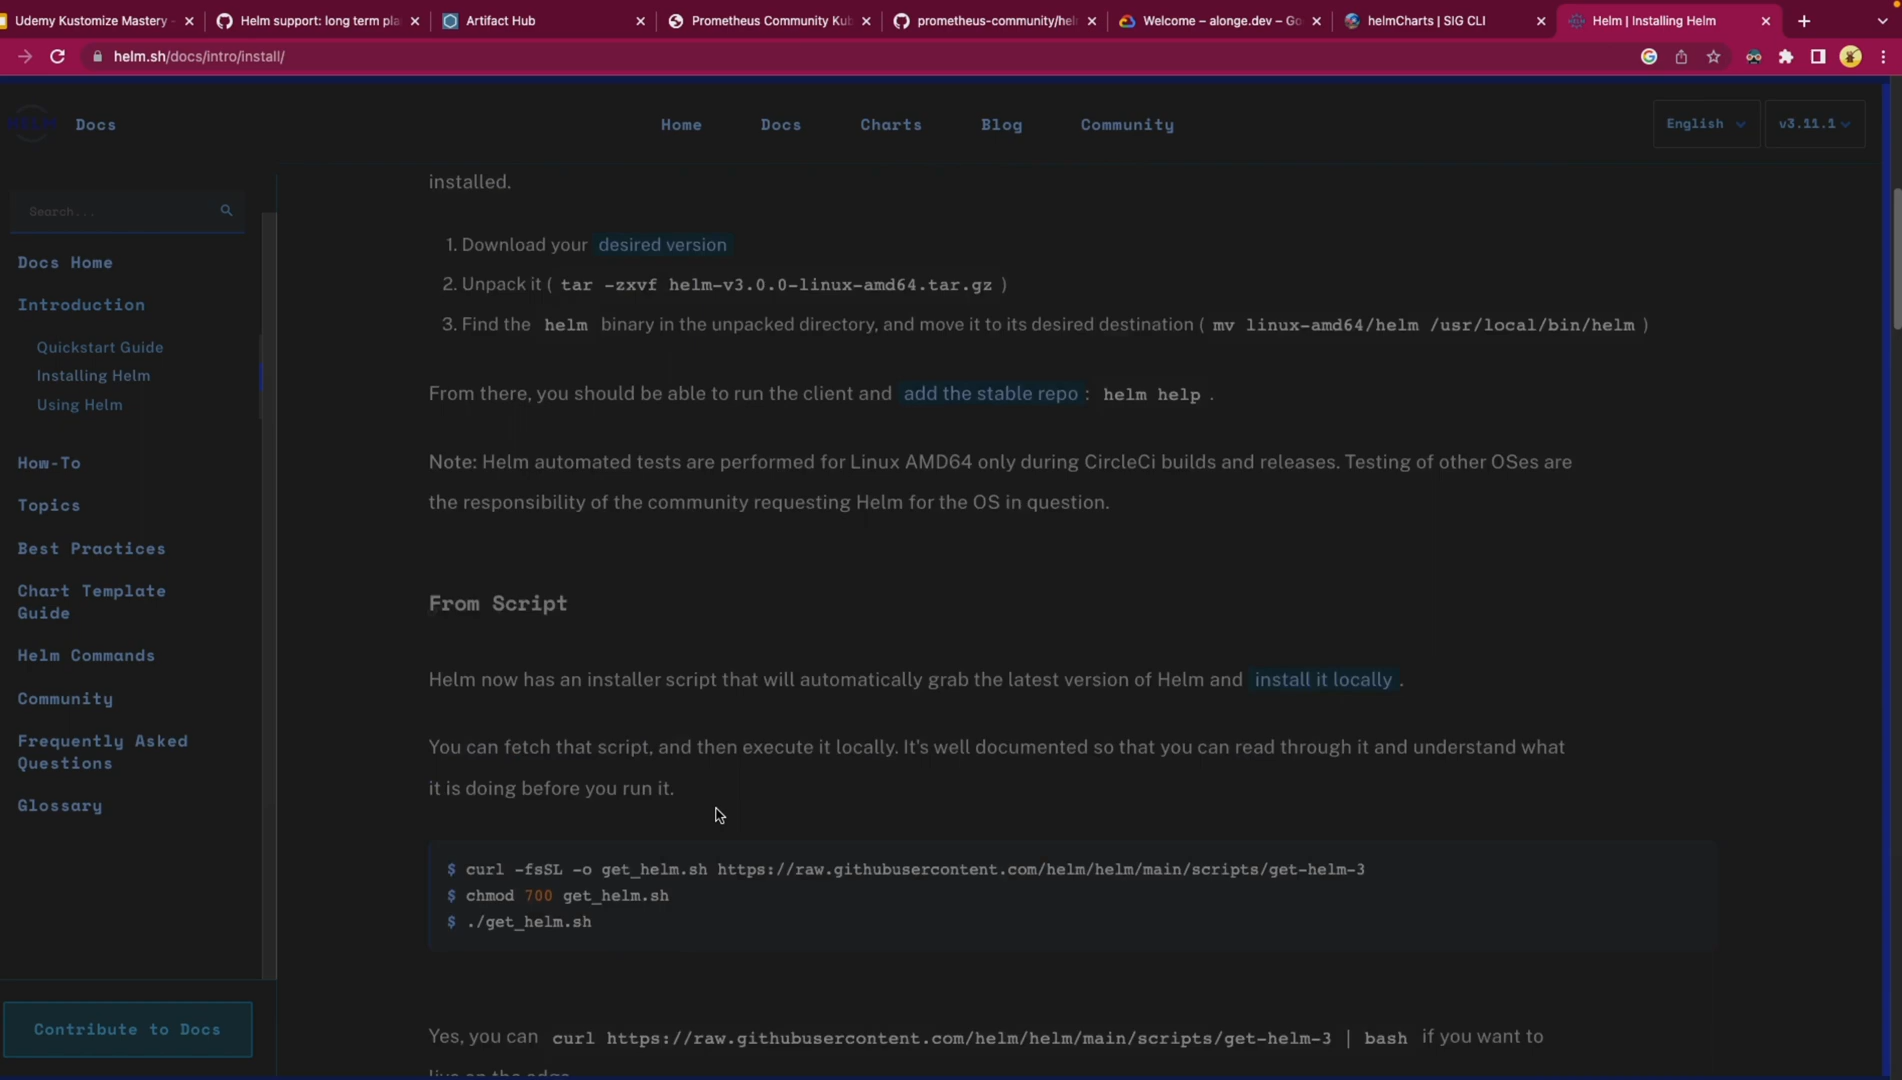 Udemy Kustomize Mastery -
Helm support: long term pla
Artifact Hub
Prometheus Community Kub
prometheus-community/hel
Welcome – alonge.dev – Go
helmCharts | SIG CLI
Helm | Installing Helm
helm.sh/docs/intro/install/
Docs
Home
Docs
Charts
Blog
Community
English
v3.11.1
Search...
Docs Home
Introduction
Quickstart Guide
Installing Helm
Using Helm
How-To
Topics
Best Practices
Chart Template
Guide
Helm Commands
Community
Frequently Asked
Questions
Glossary
Contribute to Docs
installed.
1. Download your desired version
2. Unpack it ( tar -zxvf helm-v3.0.0-linux-amd64.tar.gz )
3. Find the helm binary in the unpacked directory, and move it to its desired destination ( mv linux-amd64/helm /usr/local/bin/helm )
From there, you should be able to run the client and add the stable repo : helm help .
Note: Helm automated tests are performed for Linux AMD64 only during CircleCi builds and releases. Testing of other OSes are
the responsibility of the community requesting Helm for the OS in question.
From Script
Helm now has an installer script that will automatically grab the latest version of Helm and install it locally .
You can fetch that script, and then execute it locally. It's well documented so that you can read through it and understand what
it is doing before you run it.
$ curl -fsSL -o get_helm.sh https://raw.githubusercontent.com/helm/helm/main/scripts/get-helm-3
$ chmod 700 get_helm.sh
$ ./get_helm.sh
Yes, you can curl https://raw.githubusercontent.com/helm/helm/main/scripts/get-helm-3 | bash if you want to
live on the edge